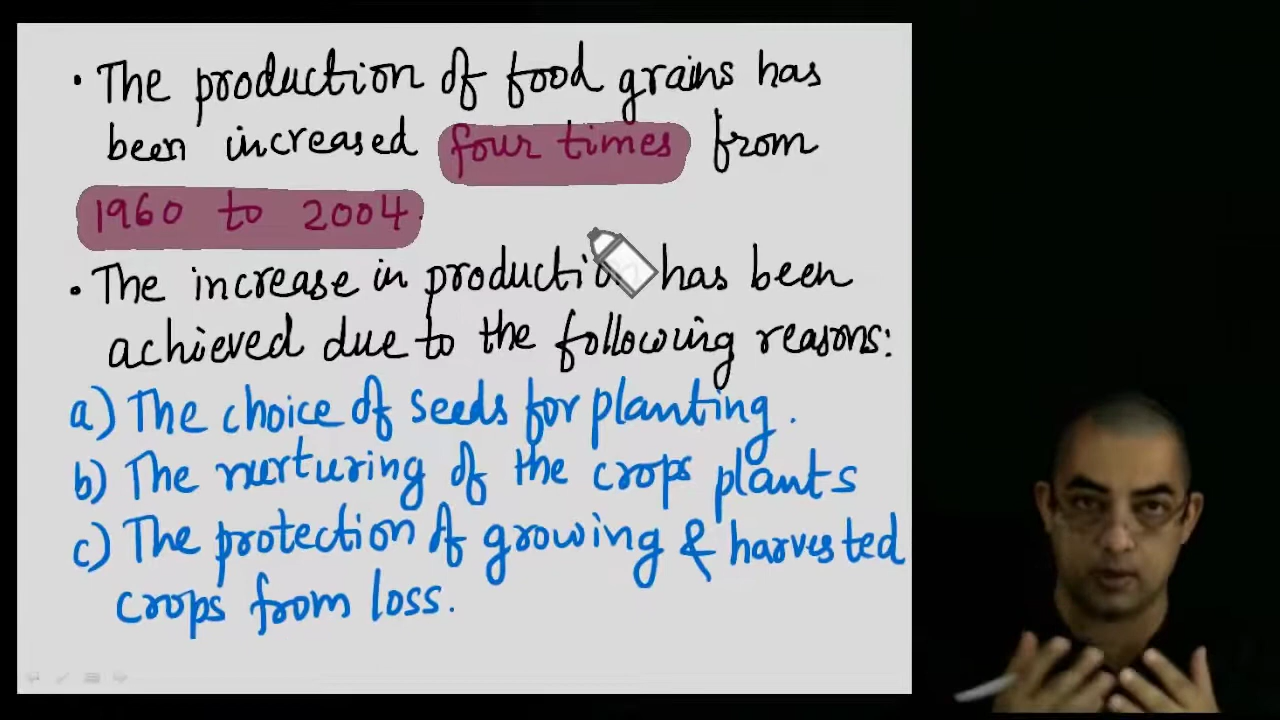 • The production of food grains has
been increased four times from
1960 to 2004.
• The increase in production has been
achieved due to the following reasons:
a) The choice of seeds for planting.
b) The nurturing of the crops plants
c) The protection of growing & harvested
crops from loss.